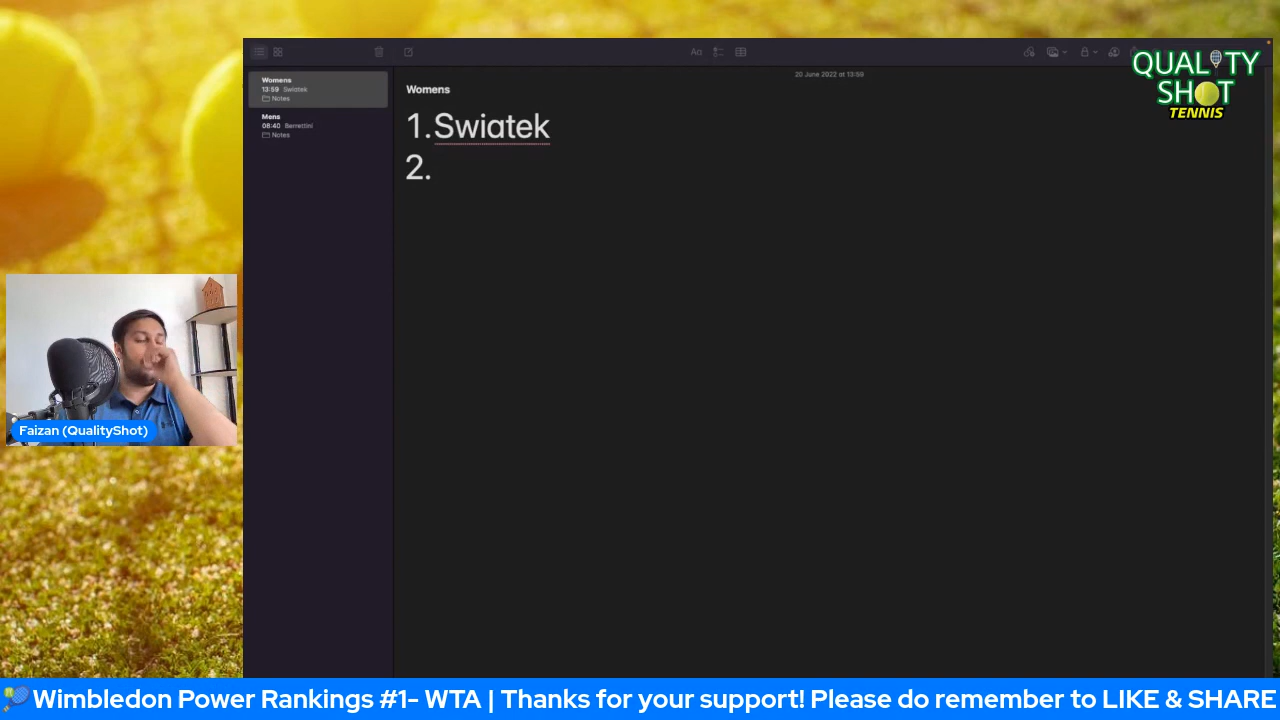 Womens
13:59 Swiatek
Notes
Mens
06:40 Berrettini
Notes
Aa
20 June 2022 at 13:59
Womens
1.Swiatek
2.
QUALITY
SHOT
TENNIS
Faizan (QualityShot)
Wimbledon Power Rankings #1- WTA | Thanks for your support! Please do remember to LIKE & SHARE